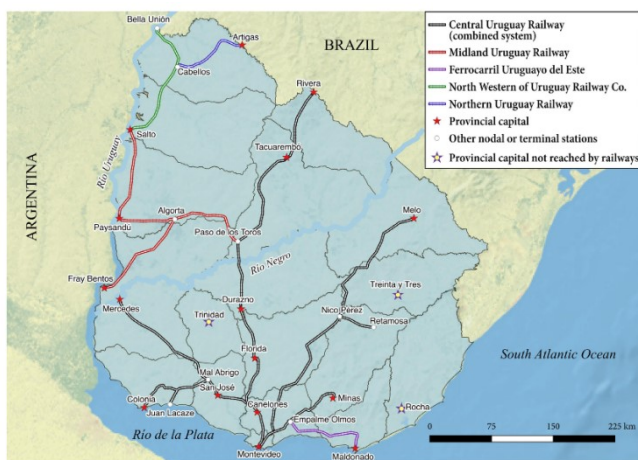 Bella Unión
Artigas
BRAZIL
Cabellos
Rivera
Salto
Tacuarembo
Río Uruguay
ARGENTINA
Algorta
Melo
Paysandú
Paso de los Toros
Río Negro
Fray Bentos
Mercedes
Treinta y Tres
Durazno
Trinidad
Nico Pérez
Retamosa
Florida
South Atlantic Ocean
Mal Abrigo
San José
Minas
Colonia
Juan Lacaze
Canelones
Rocha
Empalme Olmos
Río de la Plata
Montevideo
Maldonado
Central Uruguay Railway
(combined system)
Midland Uruguay Railway
Ferrocarril Uruguayo del Este
North Western of Uruguay Railway Co.
Northern Uruguay Railway
Provincial capital
Other nodal or terminal stations
Provincial capital not reached by railways
0 75 150 225 km